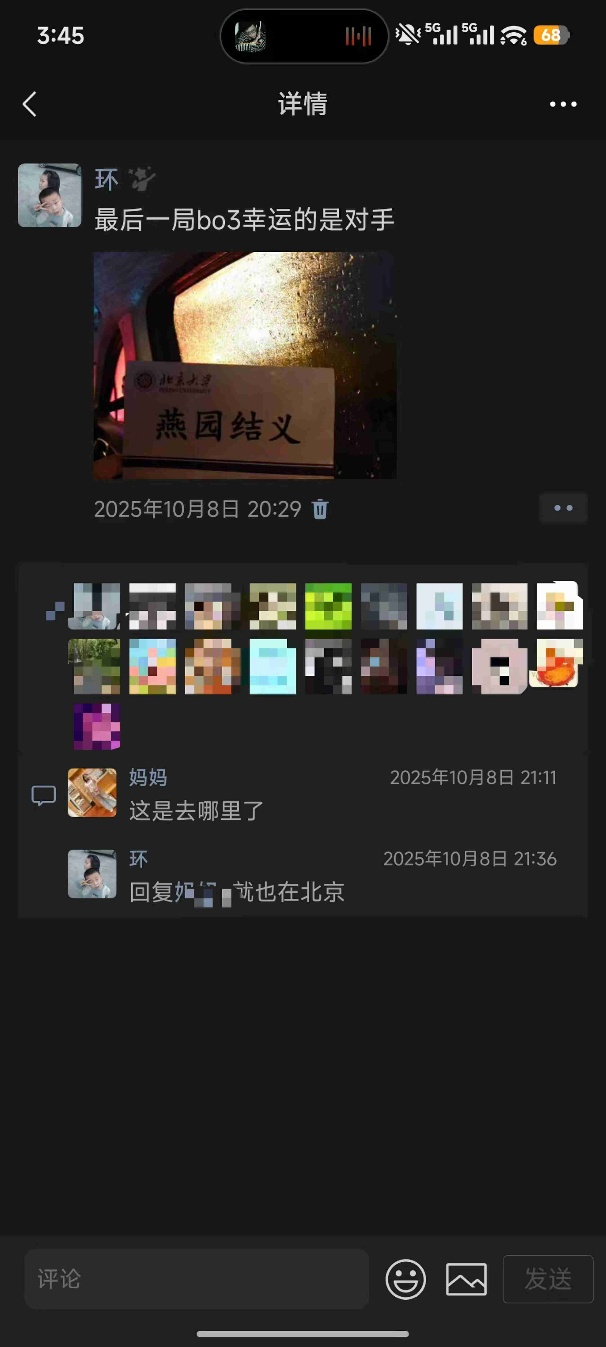 3:45
5G
5G
68
详情
环
最后一局bo3幸运的是对手
北京大学
燕园结义
2025年10月8日 20:29
妈妈
2025年10月8日 21:11
这是去哪里了
环
2025年10月8日 21:36
回复 就也在北京
评论
发送